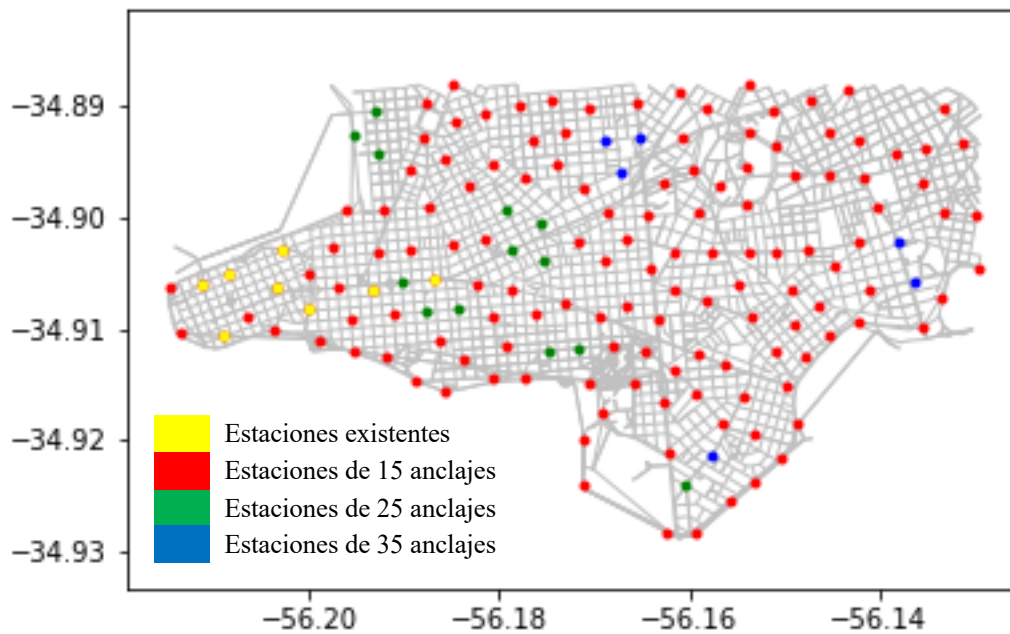 −34.89
−34.90
−34.91
−34.92
−34.93
Estaciones existentes
Estaciones de 15 anclajes
Estaciones de 25 anclajes
Estaciones de 35 anclajes
−56.20 −56.18 −56.16 −56.14